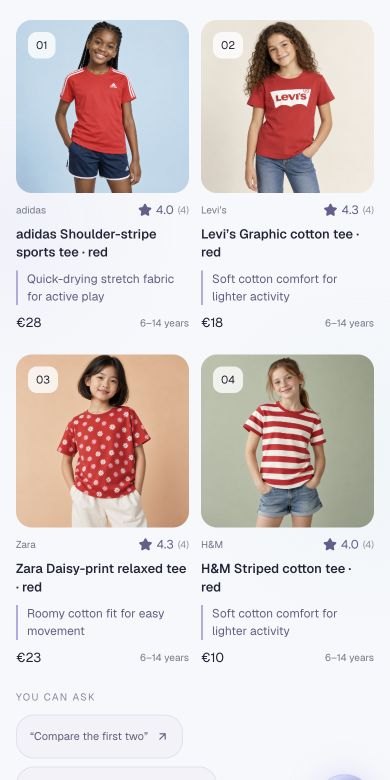 01
02
adidas
LEVI'S
adidas
4.0 (4)
Levi's
4.3 (4)
adidas Shoulder-stripe
sports tee · red
Levi's Graphic cotton tee ·
red
Quick-drying stretch fabric
for active play
Soft cotton comfort for
lighter activity
€28
6–14 years
€18
6–14 years
03
04
Zara
4.3 (4)
H&M
4.0 (4)
Zara Daisy-print relaxed tee
· red
H&M Striped cotton tee ·
red
Roomy cotton fit for easy
movement
Soft cotton comfort for
lighter activity
€23
6–14 years
€10
6–14 years
YOU CAN ASK
“Compare the first two”